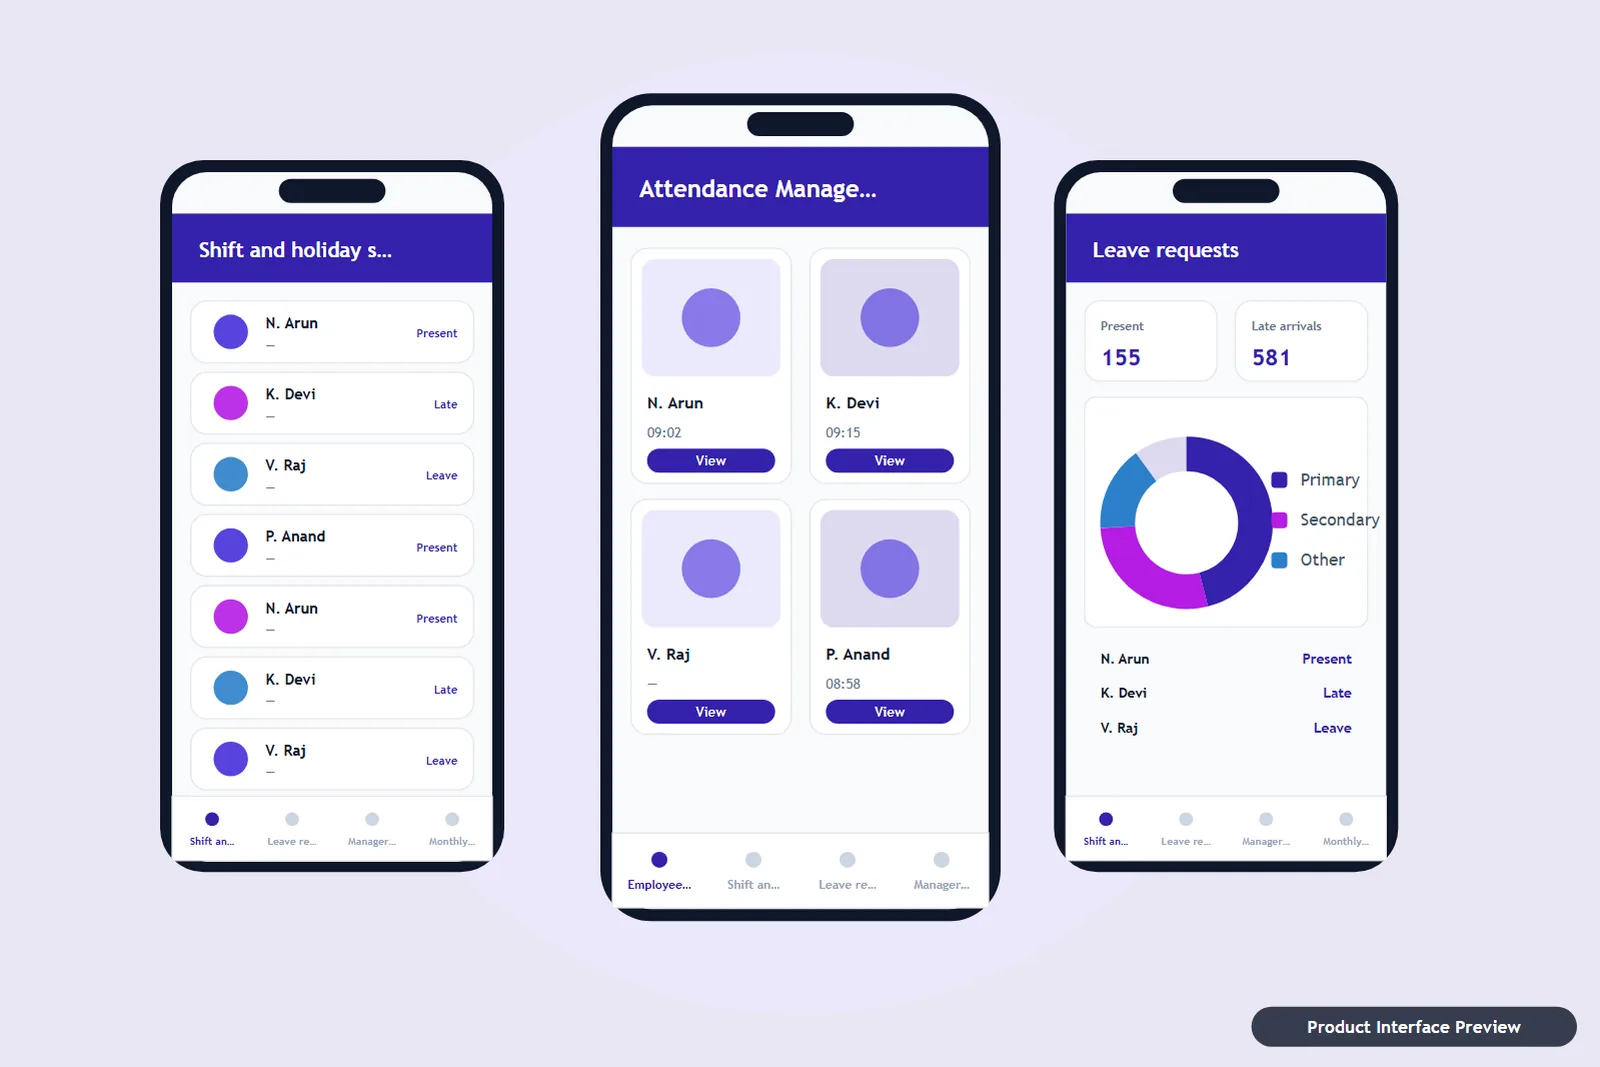 Shift and holiday s...
N. Arun
—
Present
K. Devi
—
Late
V. Raj
—
Leave
P. Anand
—
Present
N. Arun
—
Present
K. Devi
—
Late
V. Raj
—
Leave
Shift an...
Leave re...
Manager...
Monthly...
Attendance Manage...
N. Arun
09:02
View
K. Devi
09:15
View
V. Raj
—
View
P. Anand
08:58
View
Employee...
Shift an...
Leave re...
Manager...
Leave requests
Present
155
Late arrivals
581
Primary
Secondary
Other
N. Arun
Present
K. Devi
Late
V. Raj
Leave
Shift an...
Leave re...
Manager...
Monthly...
Product Interface Preview